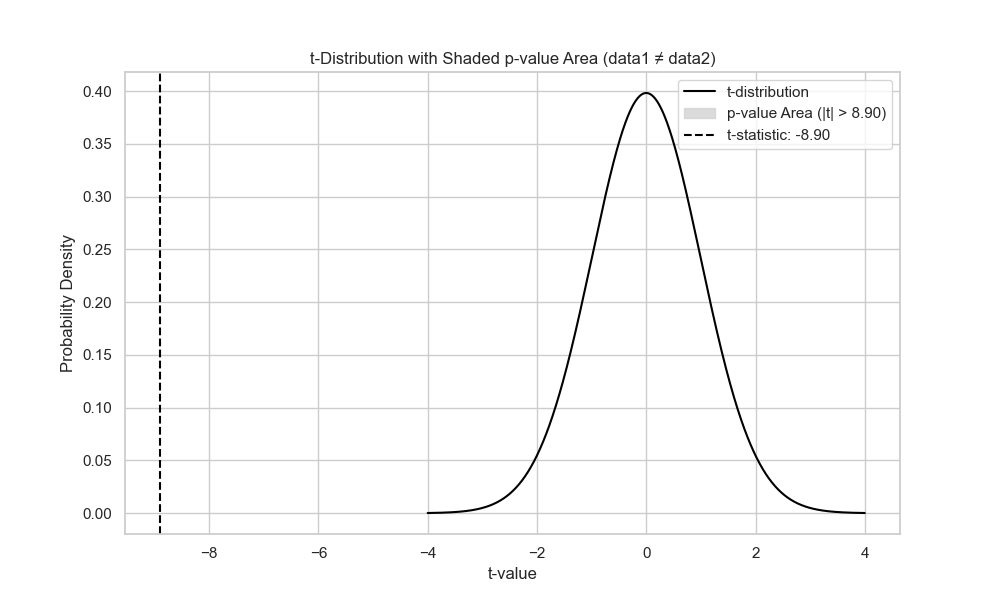 t-Distribution with Shaded p-value Area (data1 ≠ data2)
t-distribution
p-value Area (|t| > 8.90)
t-statistic: -8.90
Probability Density
0.40
0.35
0.30
0.25
0.20
0.15
0.10
0.05
0.00
−8 −6 −4 −2 0 2 4
t-value